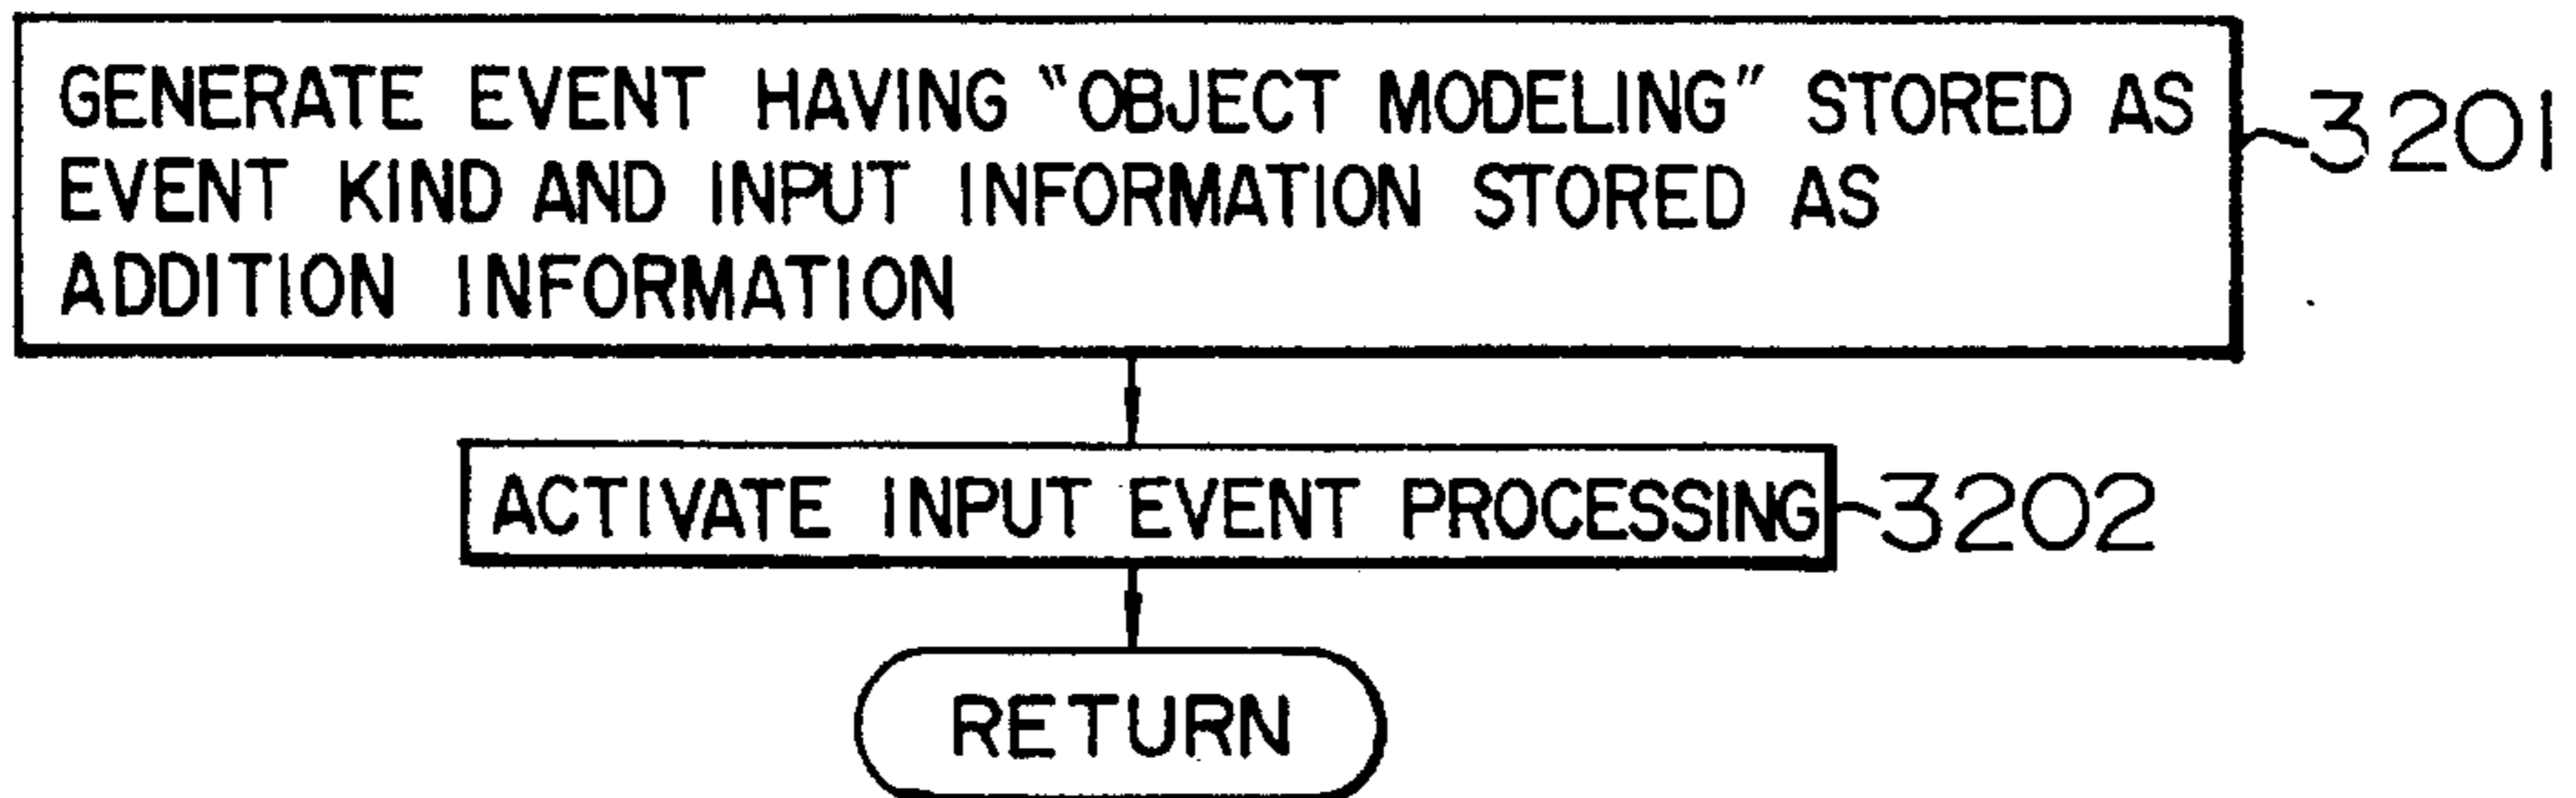 GENERATE EVENT HAVING "OBJECT MODELING" STORED AS
EVENT KIND AND INPUT INFORMATION STORED AS
ADDITION INFORMATION
3201
ACTIVATE INPUT EVENT PROCESSING
3202
RETURN